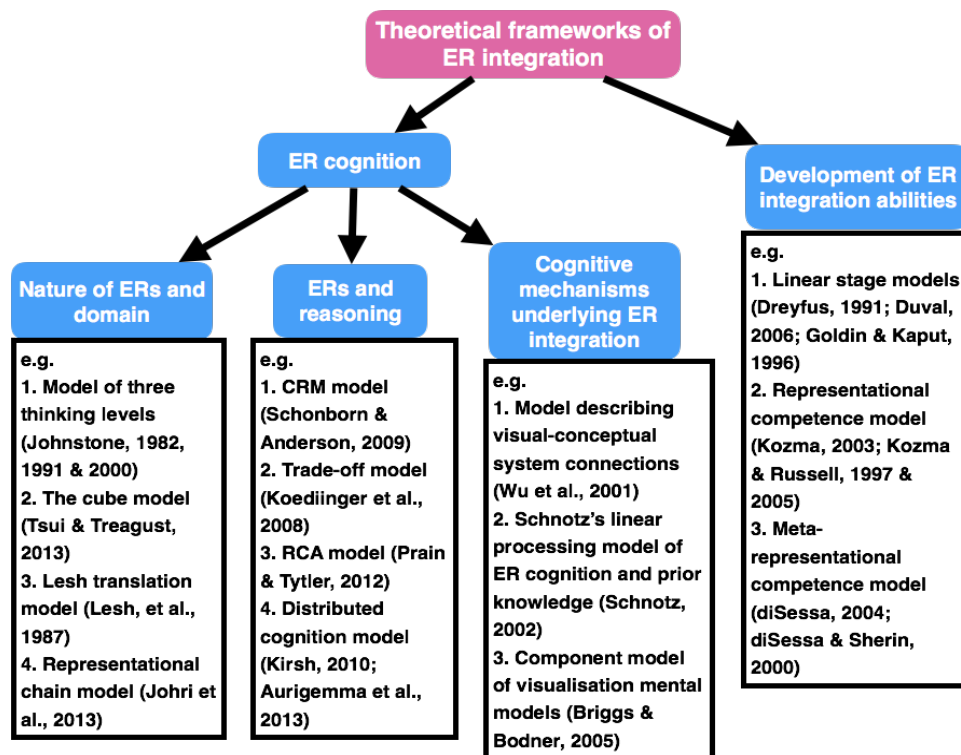 Theoretical frameworks of
ER integration
ER cognition
Development of ER
integration abilities
Nature of ERs and
domain
ERs and
reasoning
Cognitive
mechanisms
underlying ER
integration
e.g.
1. Model of three
thinking levels
(Johnstone, 1982,
1991 & 2000)
2. The cube model
(Tsui & Treagust,
2013)
3. Lesh translation
model (Lesh, et al.,
1987)
4. Representational
chain model (Johri et
al., 2013)
e.g.
1. CRM model
(Schonborn &
Anderson, 2009)
2. Trade-off model
(Koediinger et al.,
2008)
3. RCA model (Prain
& Tytler, 2012)
4. Distributed
cognition model
(Kirsh, 2010;
Aurigemma et al.,
2013)
e.g.
1. Model describing
visual-conceptual
system connections
(Wu et al., 2001)
2. Schnotz’s linear
processing model of
ER cognition and prior
knowledge (Schnotz,
2002)
3. Component model
of visualisation mental
models (Briggs &
Bodner, 2005)
e.g.
1. Linear stage models
(Dreyfus, 1991; Duval,
2006; Goldin & Kaput,
1996)
2. Representational
competence model
(Kozma, 2003; Kozma
& Russell, 1997 &
2005)
3. Meta-
representational
competence model
(diSessa, 2004;
diSessa & Sherin,
2000)